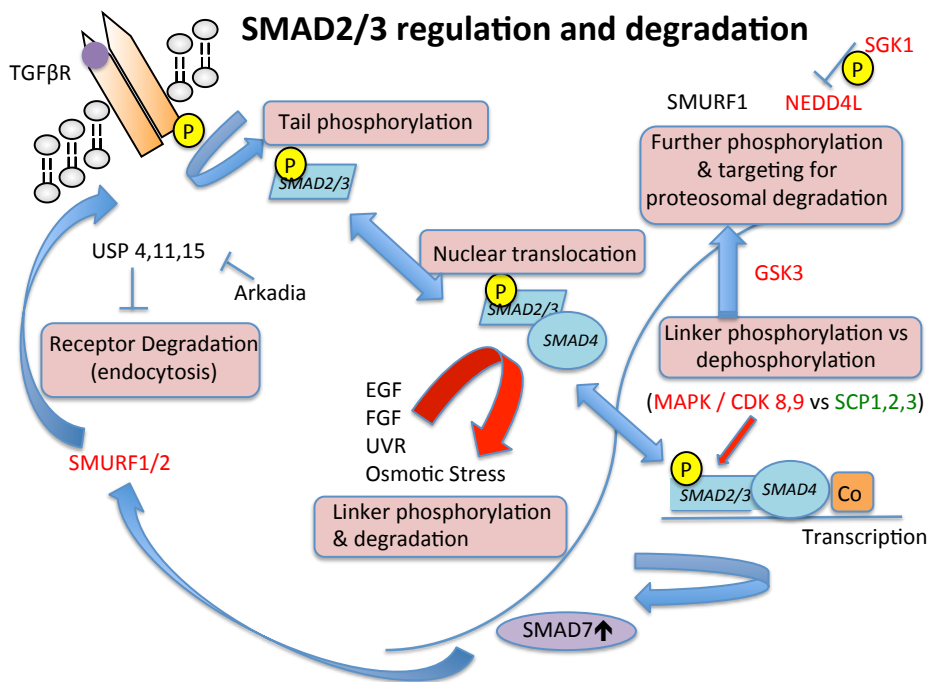 SMAD2/3 regulation and degradation
TGFβR
P
Tail phosphorylation
P
SMAD2/3
SGK1
P
SMURF1 NEDD4L
Further phosphorylation
& targeting for
proteosomal degradation
Nuclear translocation
P
SMAD2/3
SMAD4
GSK3
USP 4,11,15
Arkadia
Receptor Degradation
(endocytosis)
Linker phosphorylation vs
dephosphorylation
(MAPK / CDK 8,9 vs SCP1,2,3)
EGF
FGF
UVR
Osmotic Stress
Linker phosphorylation
& degradation
SMURF1/2
P
SMAD2/3 SMAD4 Co
Transcription
SMAD7↑